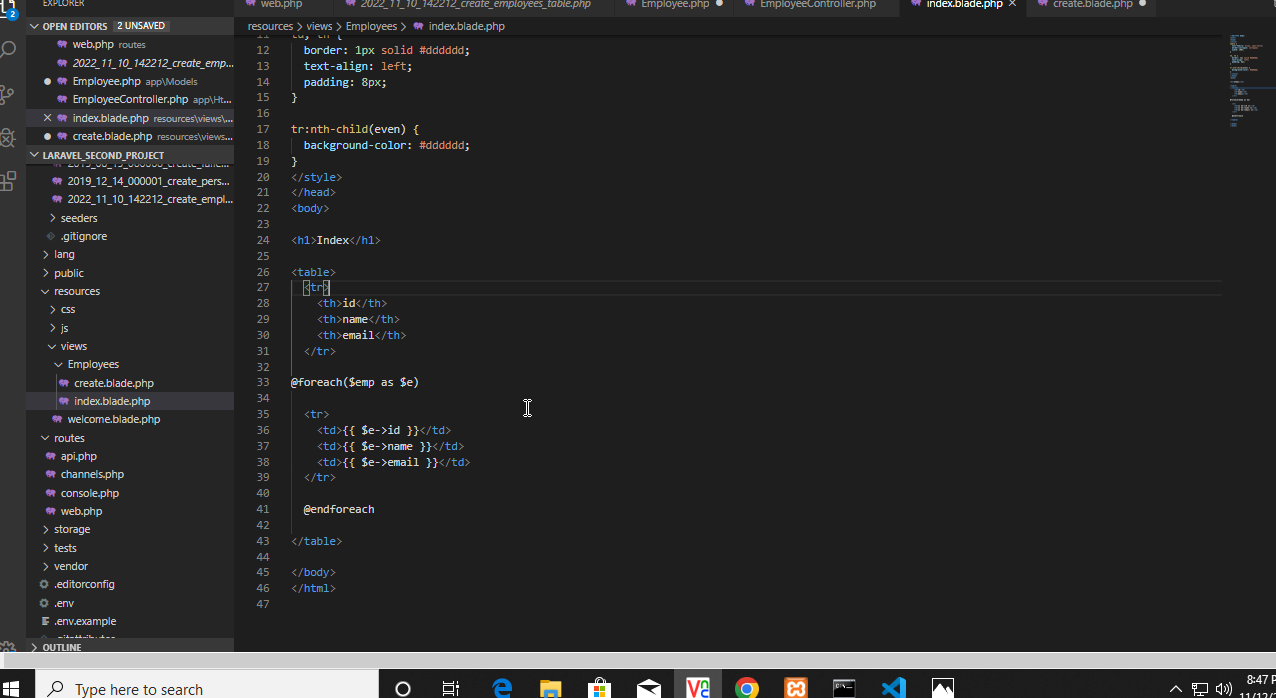 EXPLORER
OPEN EDITORS 2 UNSAVED
web.php routes
2022_11_10_142212_create_emp...
Employee.php app\Models
EmployeeController.php app\Ht...
index.blade.php resources\views\...
create.blade.php resources\views...
LARAVEL_SECOND_PROJECT
2019_12_14_000001_create_pers...
2022_11_10_142212_create_empl...
seeders
.gitignore
lang
public
resources
css
js
views
Employees
create.blade.php
index.blade.php
welcome.blade.php
routes
api.php
channels.php
console.php
web.php
storage
tests
vendor
.editorconfig
.env
.env.example
.gitattributes
OUTLINE
2
web.php
2022_11_10_142212_create_employees_table.php
Employee.php
EmployeeController.php
index.blade.php
create.blade.php
resources > views > Employees > index.blade.php
11 td, th {
12 border: 1px solid #dddddd;
13 text-align: left;
14 padding: 8px;
15 }
16
17 tr:nth-child(even) {
18 background-color: #dddddd;
19 }
20 </style>
21 </head>
22 <body>
23
24 <h1>Index</h1>
25
26 <table>
27 <tr>
28 <th>id</th>
29 <th>name</th>
30 <th>email</th>
31 </tr>
32
33 @foreach($emp as $e)
34
35 <tr>
36 <td>{{ $e->id }}</td>
37 <td>{{ $e->name }}</td>
38 <td>{{ $e->email }}</td>
39 </tr>
40
41 @endforeach
42
43 </table>
44
45 </body>
46 </html>
47
Type here to search
8:47 P